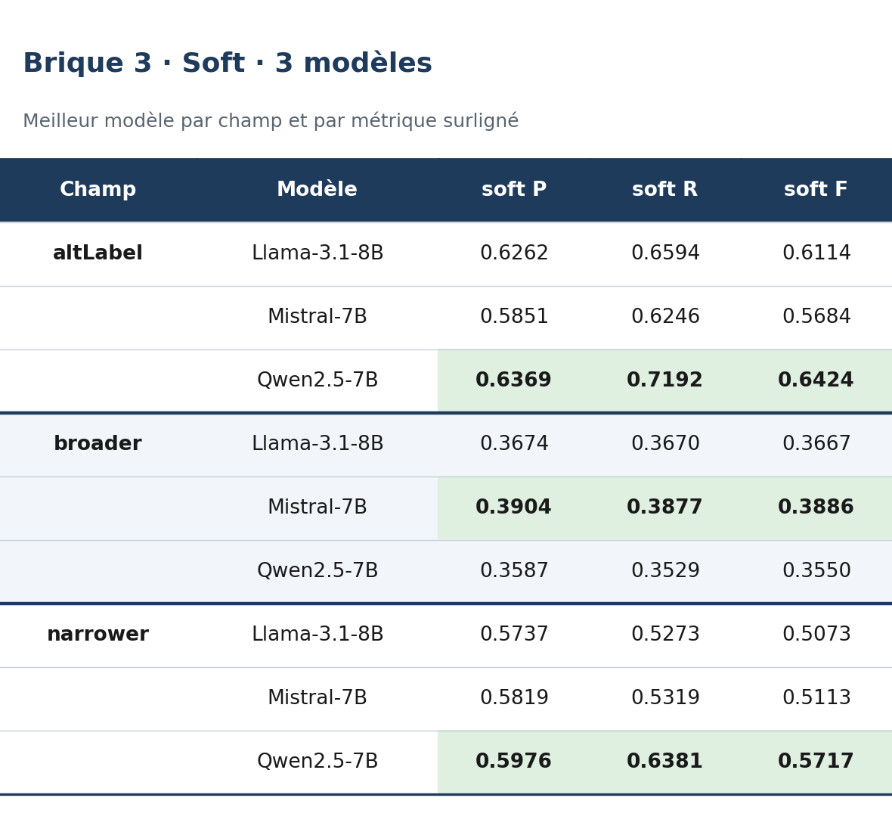 Brique 3 · Soft · 3 modèles
Meilleur modèle par champ et par métrique surligné
Champ Modèle soft P soft R soft F
altLabel Llama-3.1-8B 0.6262 0.6594 0.6114
Mistral-7B 0.5851 0.6246 0.5684
Qwen2.5-7B 0.6369 0.7192 0.6424
broader Llama-3.1-8B 0.3674 0.3670 0.3667
Mistral-7B 0.3904 0.3877 0.3886
Qwen2.5-7B 0.3587 0.3529 0.3550
narrower Llama-3.1-8B 0.5737 0.5273 0.5073
Mistral-7B 0.5819 0.5319 0.5113
Qwen2.5-7B 0.5976 0.6381 0.5717